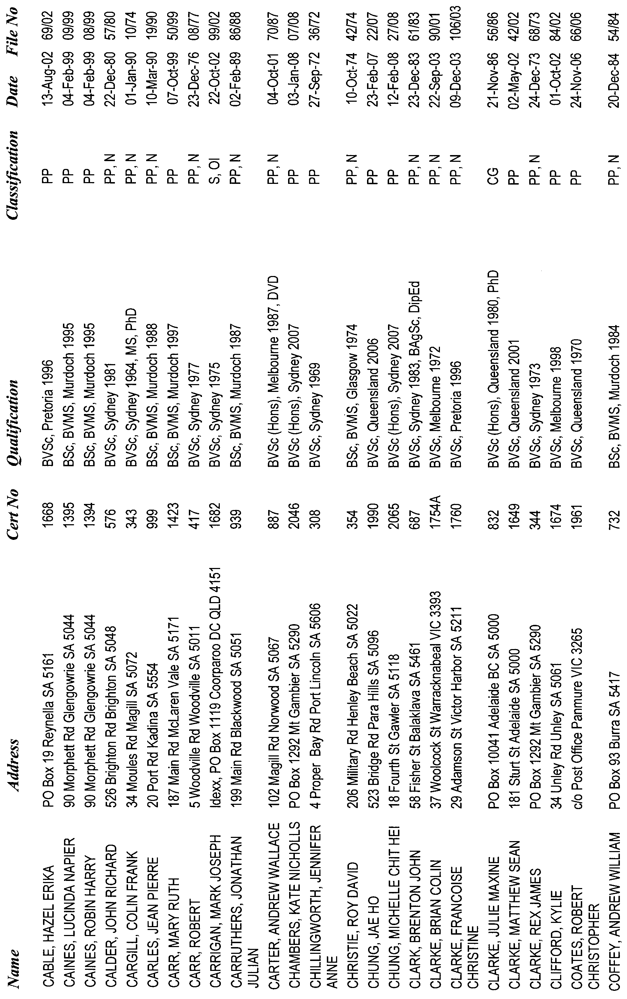 Name Address Cert No Qualification Classification Date File No
CABLE, HAZEL ERIKA PO Box 19 Reynella SA 5161 1668 BVSc, Pretoria 1996 PP 13-Aug-02 69/02
CAINES, LUCINDA NAPIER 90 Morphett Rd Glengowrie SA 5044 1395 BSc, BVMS, Murdoch 1995 PP 04-Feb-99 09/99
CAINES, ROBIN HARRY 90 Morphett Rd Glengowrie SA 5044 1394 BSc, BVMS, Murdoch 1995 PP 04-Feb-99 08/99
CALDER, JOHN RICHARD 526 Brighton Rd Brighton SA 5048 576 BVSc, Sydney 1981 PP, N 22-Dec-80 57/80
CARGILL, COLIN FRANK 34 Moules Rd Magill SA 5072 343 BVSc, Sydney 1964, MS, PhD PP, N 01-Jan-90 10/74
CARLES, JEAN PIERRE 20 Port Rd Kadina SA 5554 999 BSc, BVMS, Murdoch 1988 PP, N 10-Mar-90 19/90
CARR, MARY RUTH 187 Main Rd McLaren Vale SA 5171 1423 BSc, BVMS, Murdoch 1997 PP 07-Oct-99 50/99
CARR, ROBERT 5 Woodville Rd Woodville SA 5011 417 BVSc, Sydney 1977 PP, N 23-Dec-76 08/77
CARRIGAN, MARK JOSEPH Idexx, PO Box 1119 Coorparoo DC QLD 4151 1682 BVSc, Sydney 1975 S, OI 22-Oct-02 99/02
CARRUTHERS, JONATHAN 199 Main Rd Blackwood SA 5051 939 BSc, BVMS, Murdoch 1987 PP, N 02-Feb-89 86/88
JULIAN
CARTER, ANDREW WALLACE 102 Magill Rd Norwood SA 5067 887 BVSc (Hons), Melbourne 1987, DVD PP, N 04-Oct-01 70/87
CHAMBERS, KATE NICHOLLS PO Box 1292 Mt Gambier SA 5290 2046 BVSc (Hons), Sydney 2007 PP 03-Jan-08 07/08
CHILLINGWORTH, JENNIFER 4 Proper Bay Rd Port Lincoln SA 5606 308 BVSc, Sydney 1969 PP 27-Sep-72 36/72
ANNE
CHRISTIE, ROY DAVID 206 Military Rd Henley Beach SA 5022 354 BSc, BVMS, Glasgow 1974 PP, N 10-Oct-74 42/74
CHUNG, JAE HO 523 Bridge Rd Para Hills SA 5096 1990 BVSc, Queensland 2006 PP 23-Feb-07 22/07
CHUNG, MICHELLE CHIT HEI 18 Fourth St Gawler SA 5118 2065 BVSc (Hons), Sydney 2007 PP 12-Feb-08 27/08
CLARK, BRENTON JOHN 58 Fisher St Balaklava SA 5461 687 BVSc, Sydney 1983, BAgSc, DipEd PP, N 23-Dec-83 61/83
CLARKE, BRIAN COLIN 37 Woolcock St Warracknabeal VIC 3393 1754A BVSc, Melbourne 1972 PP, N 22-Sep-03 90/01
CLARKE, FRANCOISE 29 Adamson St Victor Harbor SA 5211 1760 BVSc, Pretoria 1996 PP, N 09-Dec-03 106/03
CHRISTINE
CLARKE, JULIE MAXINE PO Box 10041 Adelaide BC SA 5000 832 BVSc (Hons), Queensland 1980, PhD CG 21-Nov-86 56/86
CLARKE, MATTHEW SEAN 181 Sturt St Adelaide SA 5000 1649 BVSc, Queensland 2001 PP 02-May-02 42/02
CLARKE, REX JAMES PO Box 1292 Mt Gambier SA 5290 344 BVSc, Sydney 1973 PP, N 24-Dec-73 68/73
CLIFFORD, KYLIE 34 Unley Rd Unley SA 5061 1674 BVSc, Melbourne 1998 PP 01-Oct-02 84/02
COATES, ROBERT c/o Post Office Panmure VIC 3265 1961 BVSc, Queensland 1970 PP 24-Nov-06 66/06
CHRISTOPHER
COFFEY, ANDREW WILLIAM PO Box 93 Burra SA 5417 732 BSc, BVMS, Murdoch 1984 PP, N 20-Dec-84 54/84